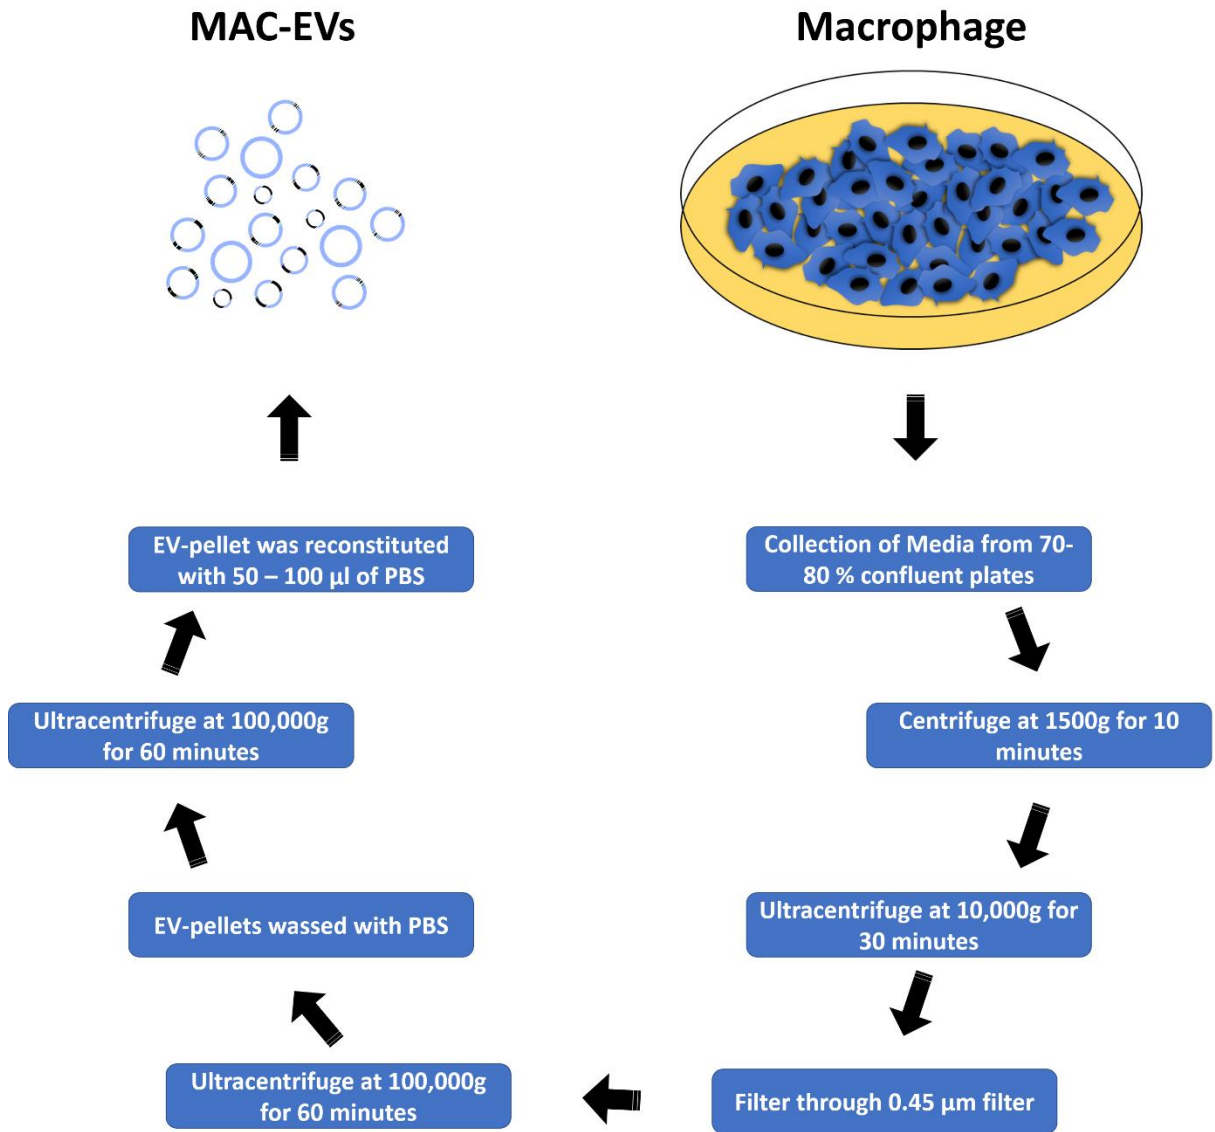 MAC-EVs
Macrophage
Collection of Media from 70-
80 % confluent plates
Centrifuge at 1500g for 10
minutes
Ultracentrifuge at 10,000g for
30 minutes
Filter through 0.45 µm filter
Ultracentrifuge at 100,000g
for 60 minutes
EV-pellets wassed with PBS
Ultracentrifuge at 100,000g
for 60 minutes
EV-pellet was reconstituted
with 50 – 100 µl of PBS